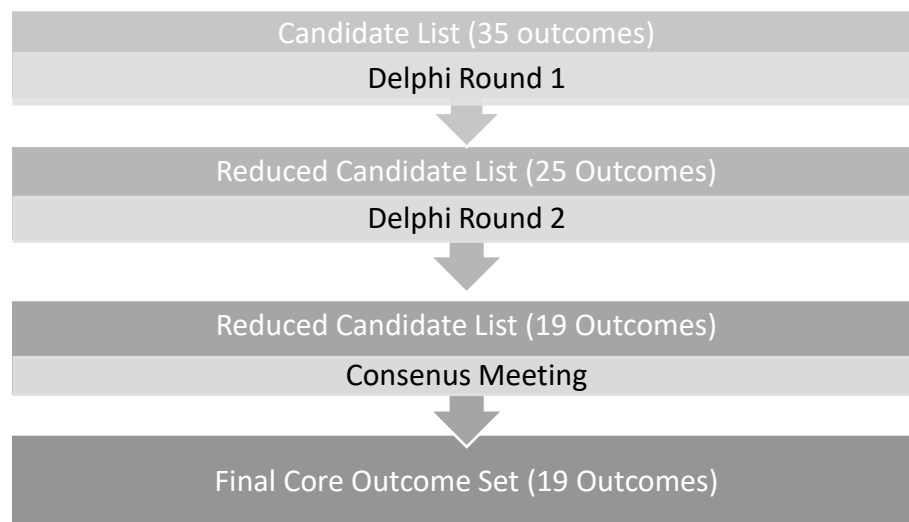 Candidate List (35 outcomes)
Delphi Round 1
Reduced Candidate List (25 Outcomes)
Delphi Round 2
Reduced Candidate List (19 Outcomes)
Consenus Meeting
Final Core Outcome Set (19 Outcomes)